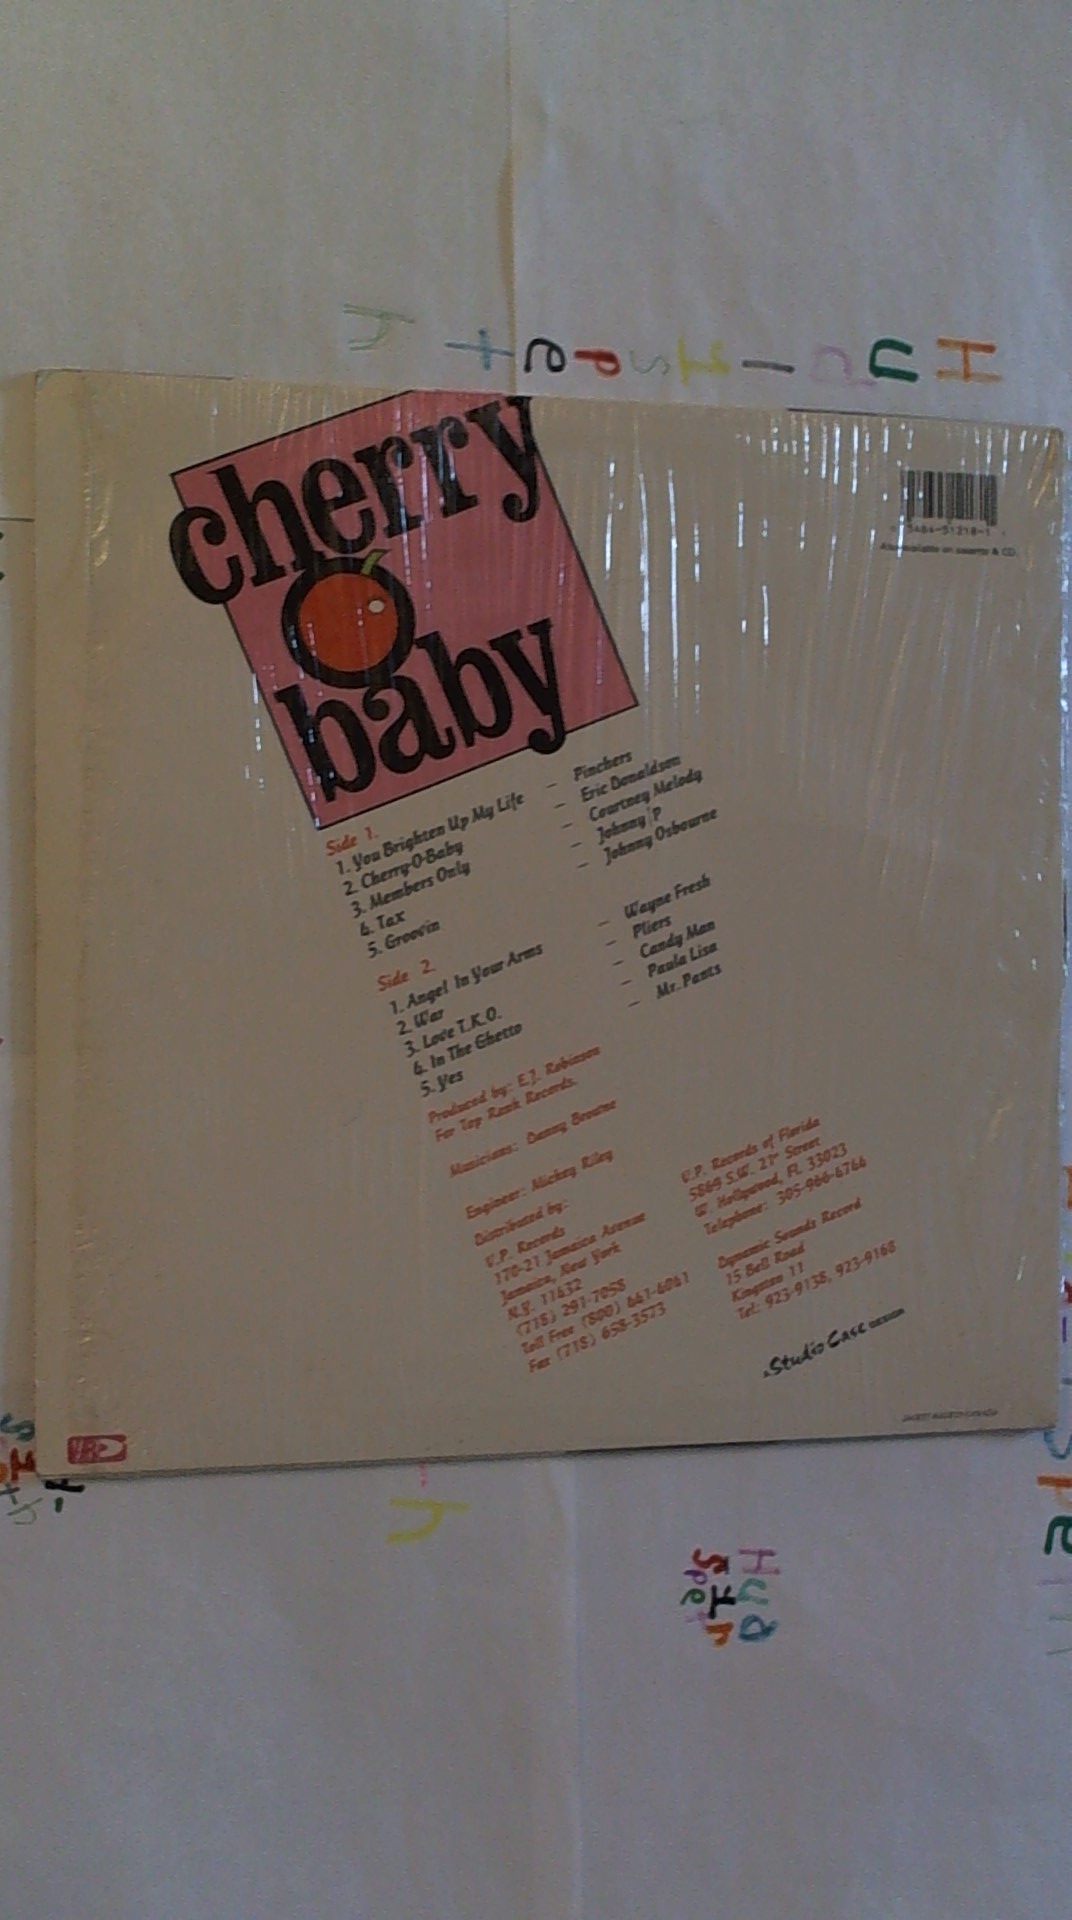 cherry
O
baby
Also available on cassette & CD.
Side 1.
1. You Brighten Up My Life - Pinchers
2. Cherry-O-Baby - Eric Donaldson
3. Members Only - Courtney Melody
4. Tax - Johnny P
5. Groovin - Johnny Osbourne
Side 2.
1. Angel In Your Arms - Wayne Fresh
2. War - Pliers
3. Love T.K.O. - Candy Man
4. In The Ghetto - Paula Lisa
5. Yes - Mr. Pants
Produced by: E.J. Robinson
For Top Rank Records.
Musicians: Danny Browne
Engineer: Mickey Riley
Distributed by:
V.P. Records
170-21 Jamaica Avenue
Jamaica, New York
N.Y. 11432
(718) 291-7058
Toll Free (800) 441-4041
Fax (718) 658-3573
V.P. Records of Florida
5869 S.W. 21st Street
W. Hollywood, FL 33023
Telephone: 305-966-4744
Dynamic Sounds Record
15 Bell Road
Kingston 11
Tel: 923-9138, 923-9168
Studio Case DESIGN